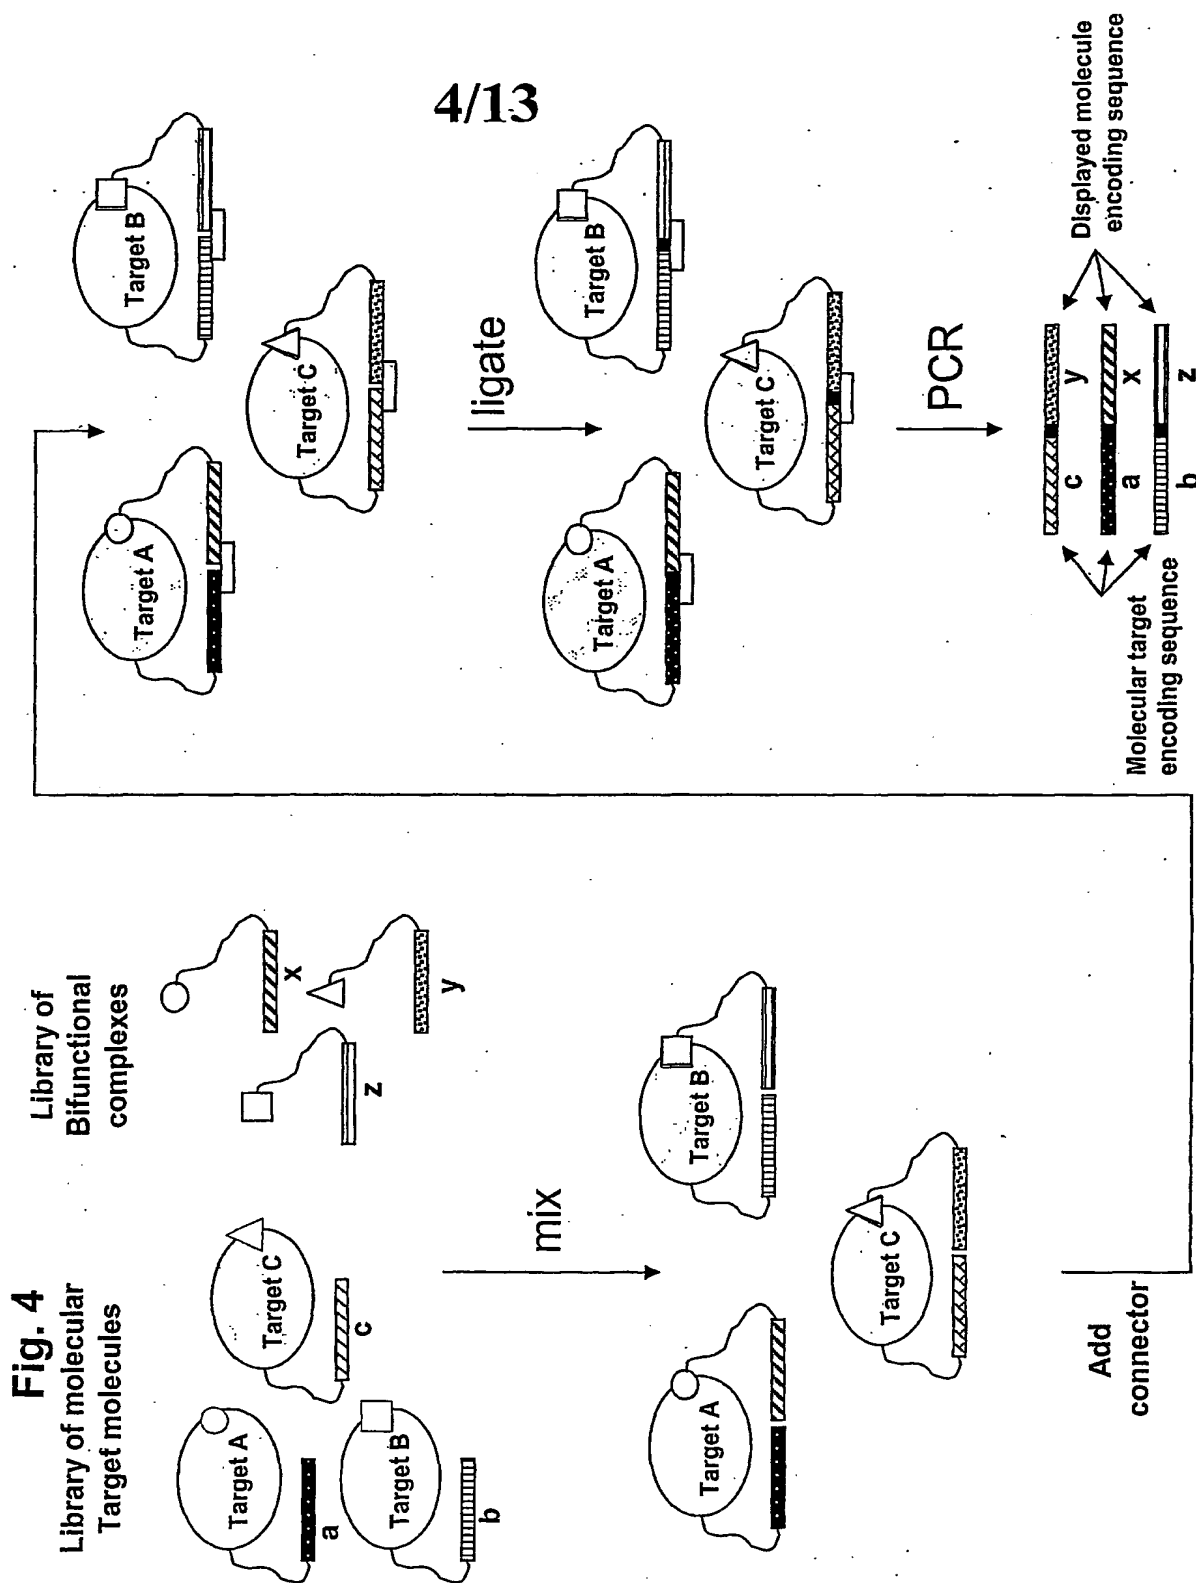 4/13
Fig. 4
Library of molecular
Target molecules
Target A
a
Target B
b
Target C
c
Library of
Bifunctional
complexes
x
z
y
mix
Target A
Target B
Target C
Add
connector
Target A
Target B
Target C
ligate
Target A
Target B
Target C
PCR
c
y
a
x
b
z
Molecular target
encoding sequence
Displayed molecule
encoding sequence